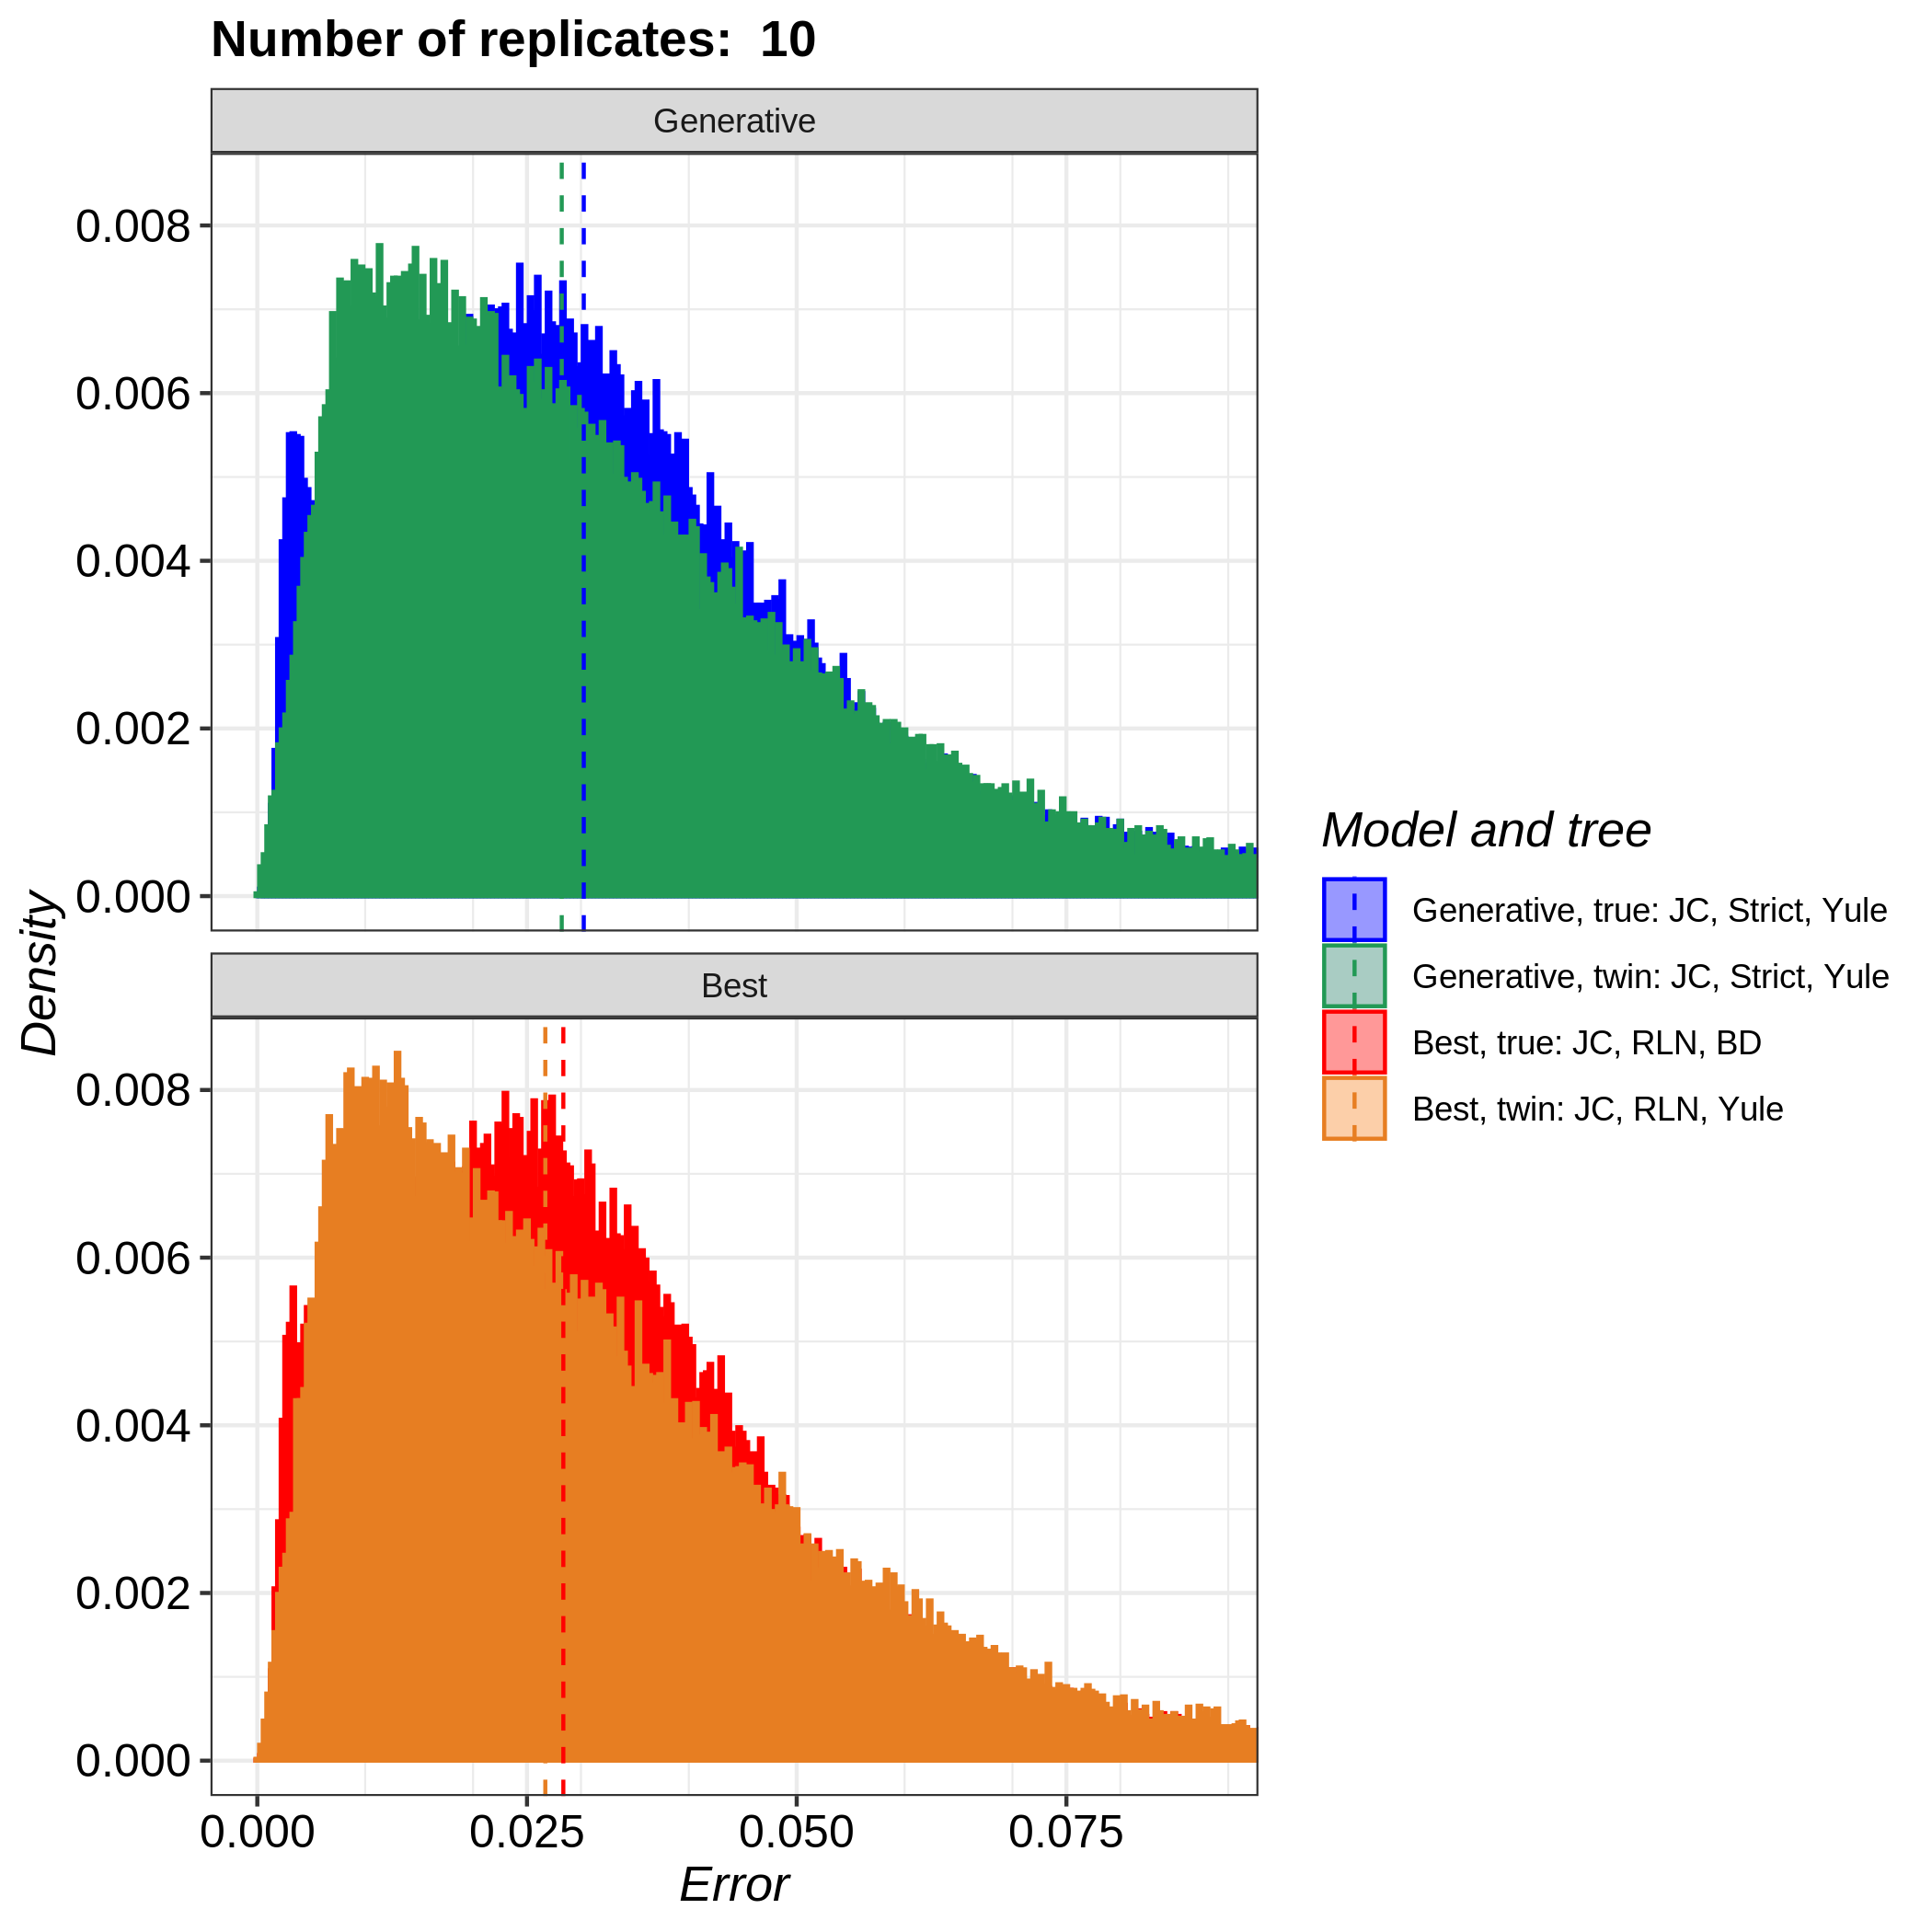 Number of replicates:  10
Generative
0.008
0.006
0.004
0.002
0.000
Density
Best
0.008
0.006
0.004
0.002
0.000
0.000 0.025 0.050 0.075
Error
Model and tree
Generative, true: JC, Strict, Yule
Generative, twin: JC, Strict, Yule
Best, true: JC, RLN, BD
Best, twin: JC, RLN, Yule